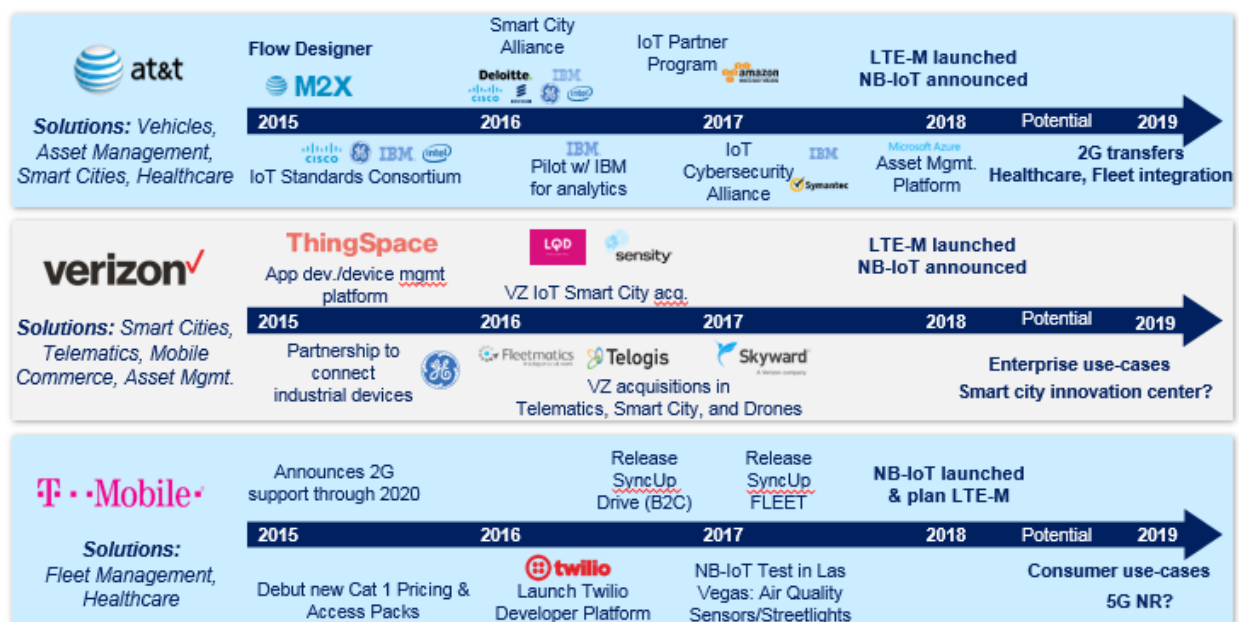 at&t
Solutions: Vehicles,
Asset Management,
Smart Cities, Healthcare
Flow Designer
M2X
Smart City
Alliance
Deloitte. IBM
CISCO intel
IoT Partner
Program amazon
LTE-M launched
NB-IoT announced
2015 2016 2017 2018 Potential 2019
CISCO GE IBM intel
IoT Standards Consortium
IBM
Pilot w/ IBM
for analytics
IoT IBM
Cybersecurity
Alliance Symantec
Microsoft Azure
Asset Mgmt.
Platform
2G transfers
Healthcare, Fleet integration
verizon
Solutions: Smart Cities,
Telematics, Mobile
Commerce, Asset Mgmt.
ThingSpace
App dev./device mgmt
platform
LQD sensity
VZ IoT Smart City acq.
LTE-M launched
NB-IoT announced
2015 2016 2017 2018 Potential 2019
Partnership to
connect
industrial devices
GE
Fleetmatics Telogis Skyward
A Verizon company
VZ acquisitions in
Telematics, Smart City, and Drones
Enterprise use-cases
Smart city innovation center?
T-Mobile
Solutions:
Fleet Management,
Healthcare
Announces 2G
support through 2020
Release
SyncUp
Drive (B2C)
Release
SyncUp
FLEET
NB-IoT launched
& plan LTE-M
2015 2016 2017 2018 Potential 2019
Debut new Cat 1 Pricing &
Access Packs
twilio
Launch Twilio
Developer Platform
NB-IoT Test in Las
Vegas: Air Quality
Sensors/Streetlights
Consumer use-cases
5G NR?